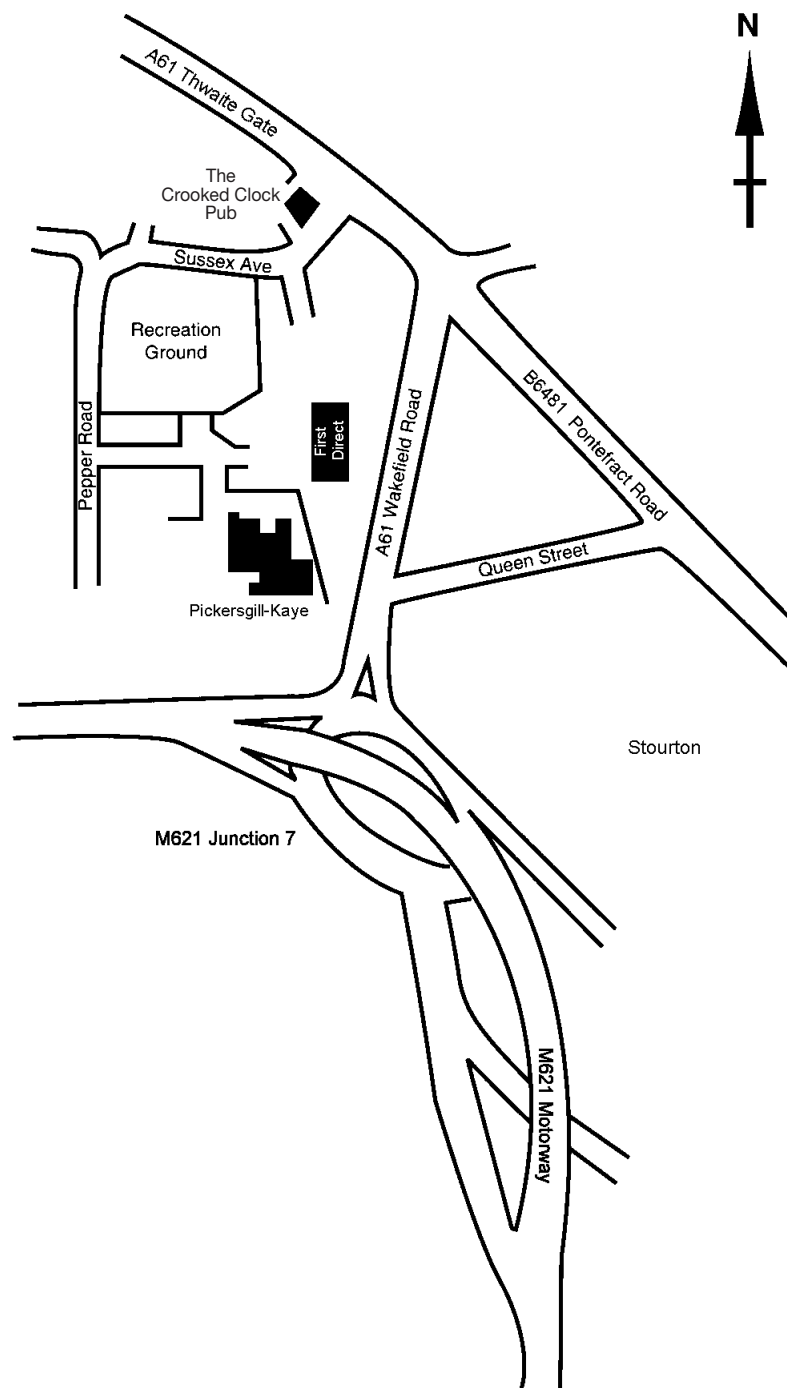 N
A61 Thwaite Gate
The
Crooked Clock
Pub
Sussex Ave
Recreation
Ground
B6481 Pontefract Road
First
Direct
A61 Wakefield Road
Pepper Road
Queen Street
Pickersgill-Kaye
Stourton
M621 Junction 7
M621 Motorway